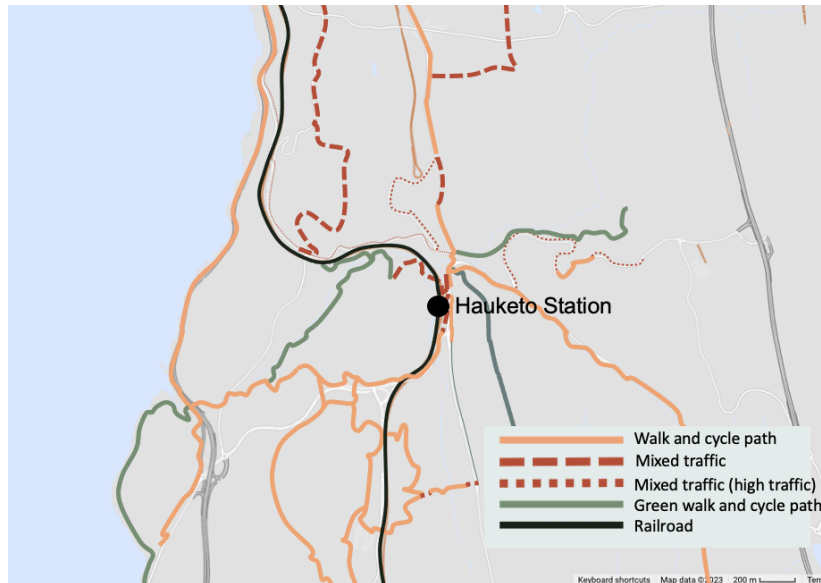 Hauketo Station
Walk and cycle path
Mixed traffic
Mixed traffic (high traffic)
Green walk and cycle path
Railroad
Keyboard shortcuts Map data ©2023 200 m Ter